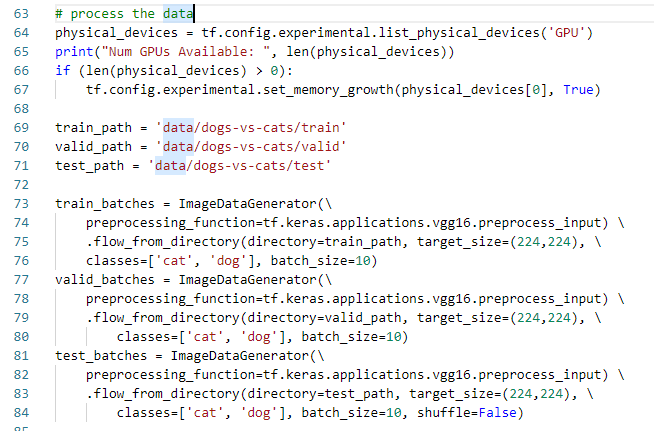 63 # process the data
64 physical_devices = tf.config.experimental.list_physical_devices('GPU')
65 print("Num GPUs Available: ", len(physical_devices))
66 if (len(physical_devices) > 0):
67     tf.config.experimental.set_memory_growth(physical_devices[0], True)
68
69 train_path = 'data/dogs-vs-cats/train'
70 valid_path = 'data/dogs-vs-cats/valid'
71 test_path = 'data/dogs-vs-cats/test'
72
73 train_batches = ImageDataGenerator(\
74     preprocessing_function=tf.keras.applications.vgg16.preprocess_input) \
75     .flow_from_directory(directory=train_path, target_size=(224,224), \
76     classes=['cat', 'dog'], batch_size=10)
77 valid_batches = ImageDataGenerator(\
78     preprocessing_function=tf.keras.applications.vgg16.preprocess_input) \
79     .flow_from_directory(directory=valid_path, target_size=(224,224), \
80         classes=['cat', 'dog'], batch_size=10)
81 test_batches = ImageDataGenerator(\
82     preprocessing_function=tf.keras.applications.vgg16.preprocess_input) \
83     .flow_from_directory(directory=test_path, target_size=(224,224), \
84         classes=['cat', 'dog'], batch_size=10, shuffle=False)